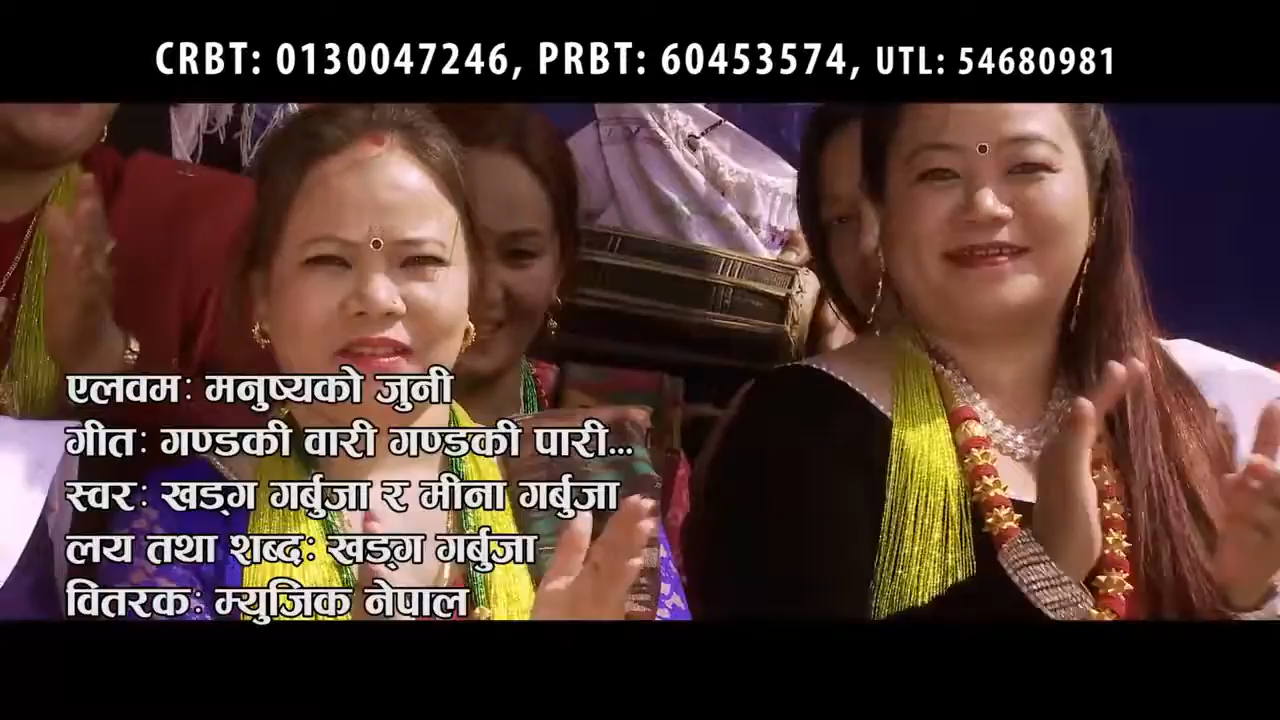 CRBT: 0130047246, PRBT: 60453574, UTL: 54680981
एलवमः मनुष्यको जुनी
गीतः गण्डकी वारी गण्डकी पारी...
स्वरः खड्ग गर्बुजा र मीना गर्बुजा
लय तथा शब्दः खड्ग गर्बुजा
वितरकः म्युजिक नेपाल